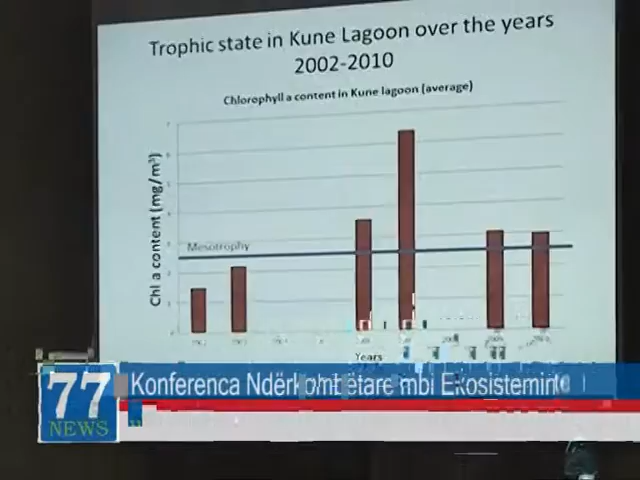 Trophic state in Kune Lagoon over the years
2002-2010
Chlorophyll a content in Kune lagoon (average)
Chl a content (mg/m³)
Mesotrophy
Years
77
NEWS
Konferenca Ndërkombëtare mbi Ekosistemin